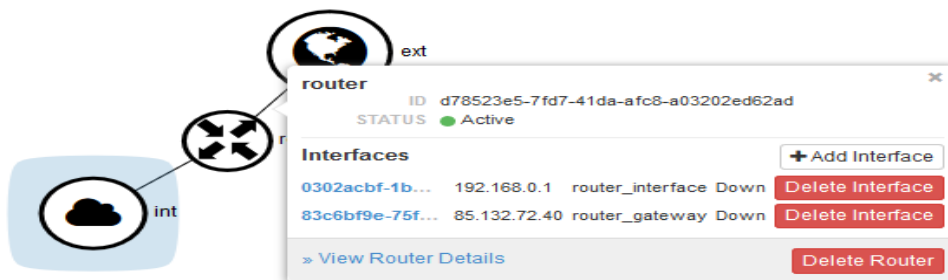 ext
router
ID d78523e5-7fd7-41da-afc8-a03202ed62ad
STATUS Active
r
Interfaces
+ Add Interface
0302acbf-1b... 192.168.0.1 router_interface Down Delete Interface
83c6bf9e-75f... 85.132.72.40 router_gateway Down Delete Interface
int
» View Router Details
Delete Router